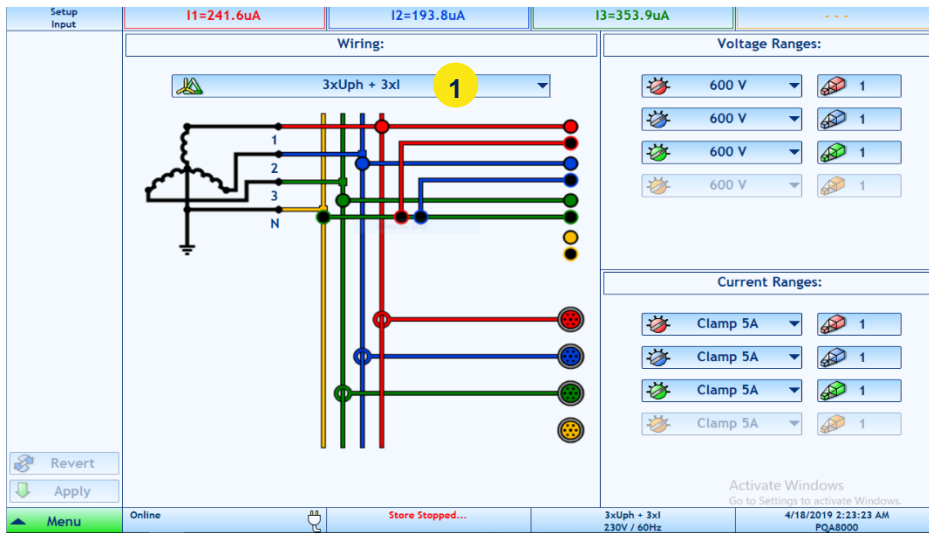 Setup
Input
I1=241.6uA
I2=193.8uA
I3=353.9uA
---
Wiring:
Voltage Ranges:
3xUph + 3xI
1
600 V
1
600 V
1
600 V
1
600 V
1
1
2
3
N
Current Ranges:
Clamp 5A
1
Clamp 5A
1
Clamp 5A
1
Clamp 5A
1
Revert
Apply
Activate Windows
Go to Settings to activate Windows.
Menu
Online
Store Stopped...
3xUph + 3xI
230V / 60Hz
4/18/2019 2:23:23 AM
PQA8000